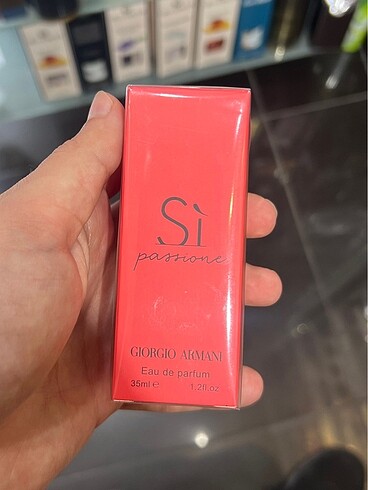 Sì
passione
GIORGIO ARMANI
Eau de parfum
35ml e 1,2fl.oz